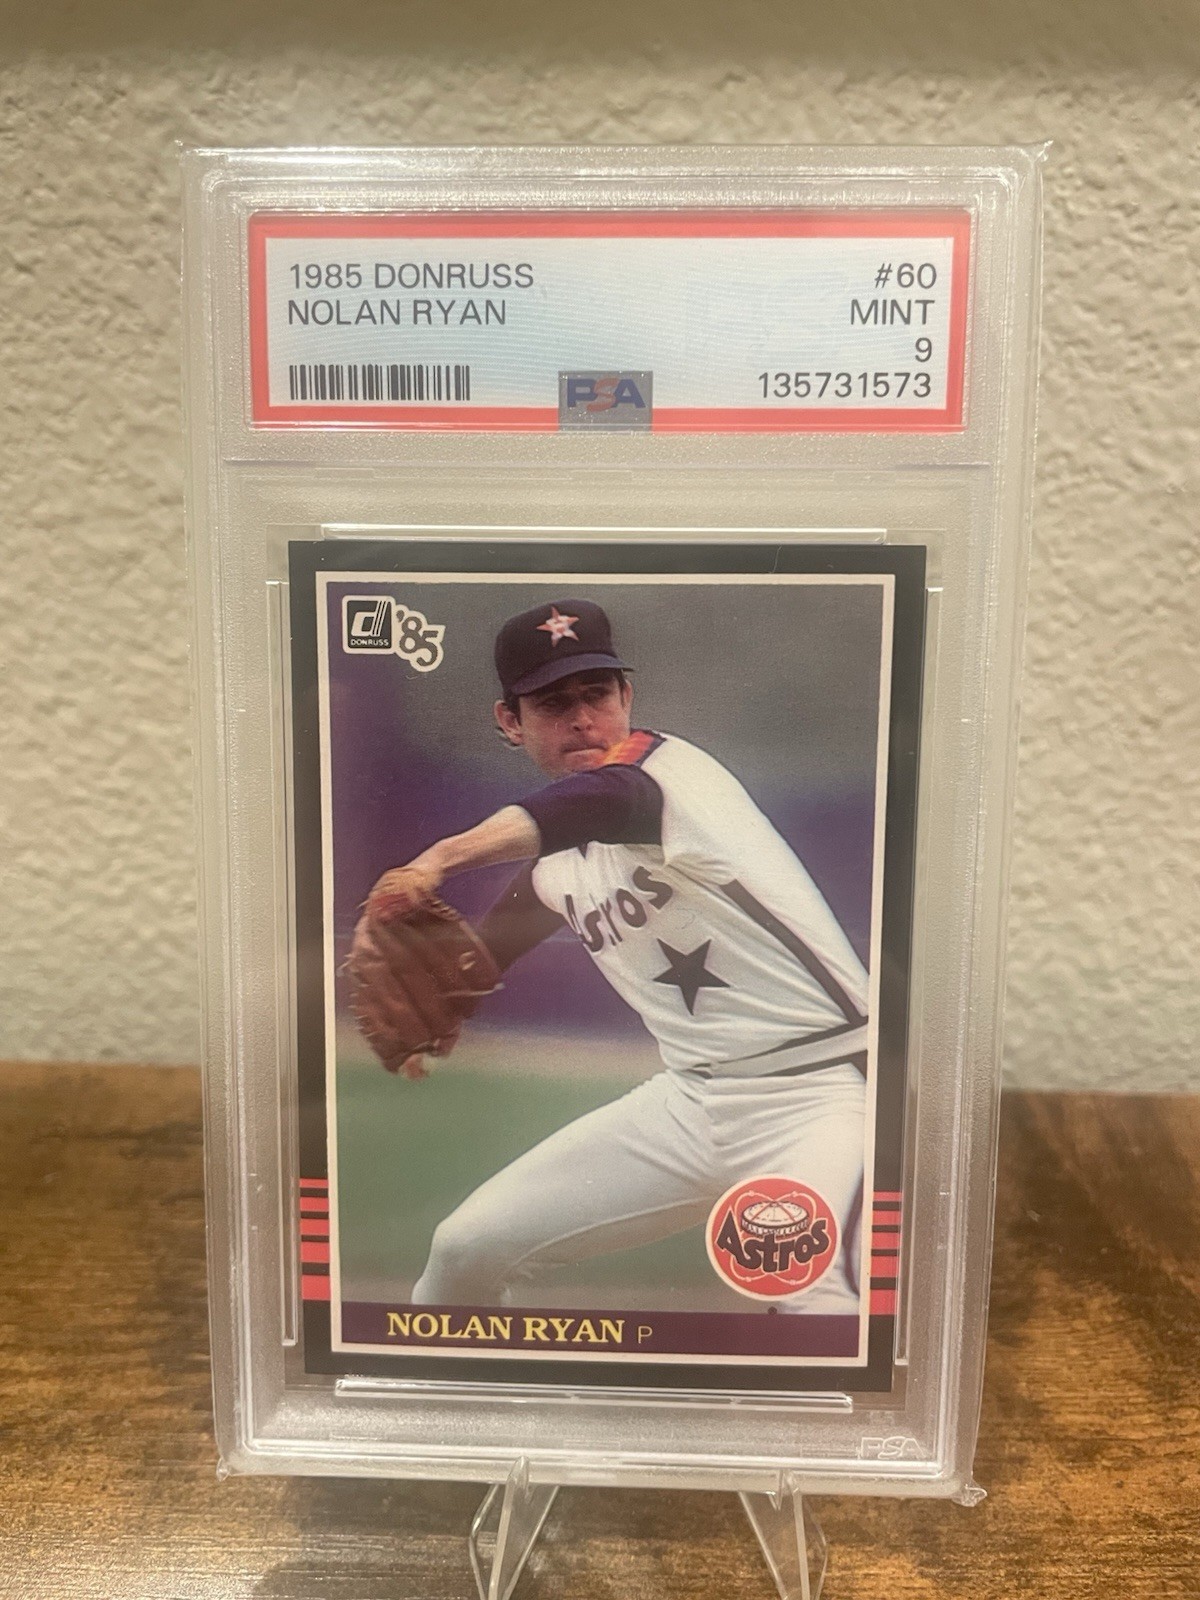 1985 DONRUSS #60
NOLAN RYAN MINT
9
PSA 135731573
DONRUSS '85
Astros
Astros
NOLAN RYAN P
PSA